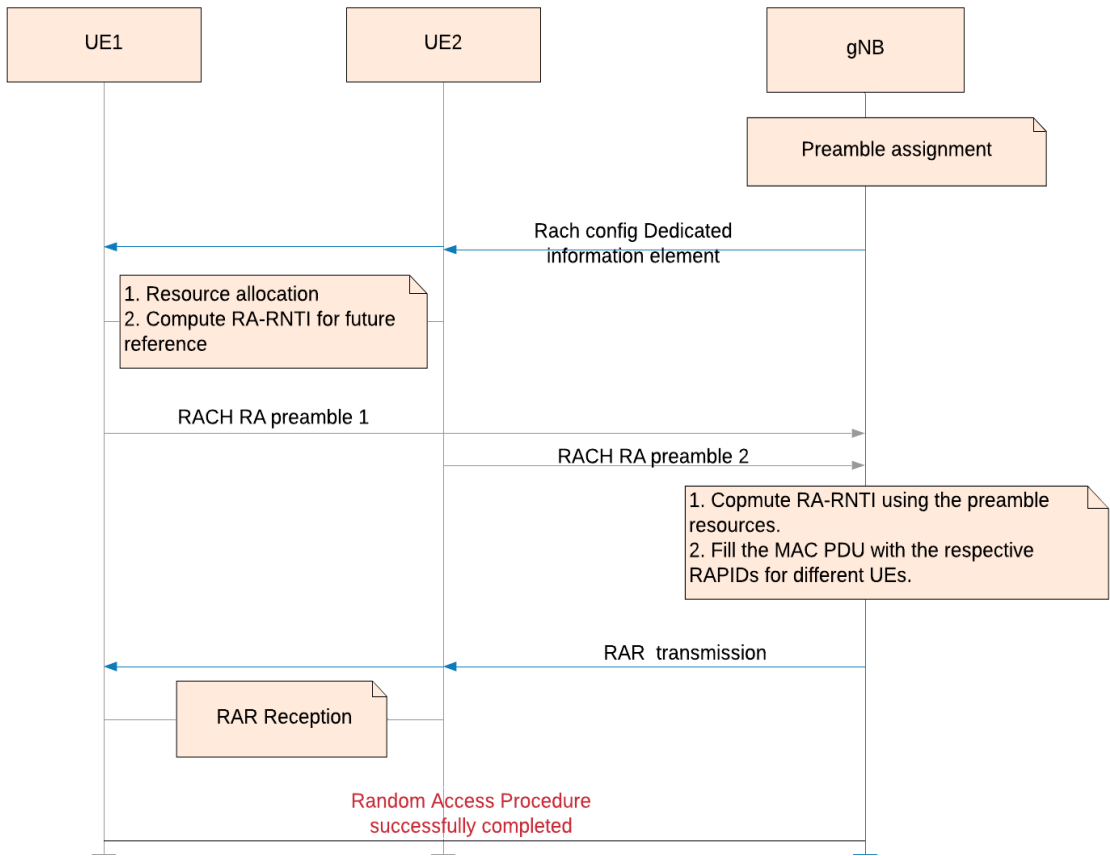 UE1
UE2
gNB
Preamble assignment
Rach config Dedicated
information element
1. Resource allocation
2. Compute RA-RNTI for future
reference
RACH RA preamble 1
RACH RA preamble 2
1. Copmute RA-RNTI using the preamble
resources.
2. Fill the MAC PDU with the respective
RAPIDs for different UEs.
RAR transmission
RAR Reception
Random Access Procedure
successfully completed